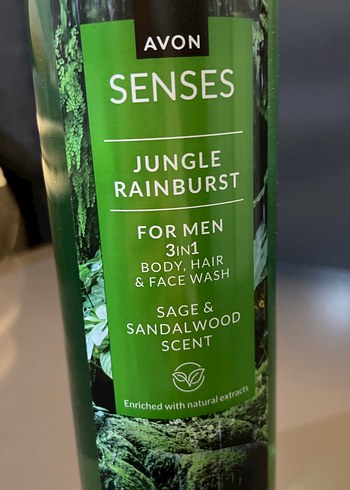 AVON
SENSES
JUNGLE
RAINBURST
FOR MEN
3IN1
BODY, HAIR
& FACE WASH
SAGE &
SANDALWOOD
SCENT
Enriched with natural extracts